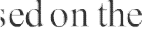 sed on the